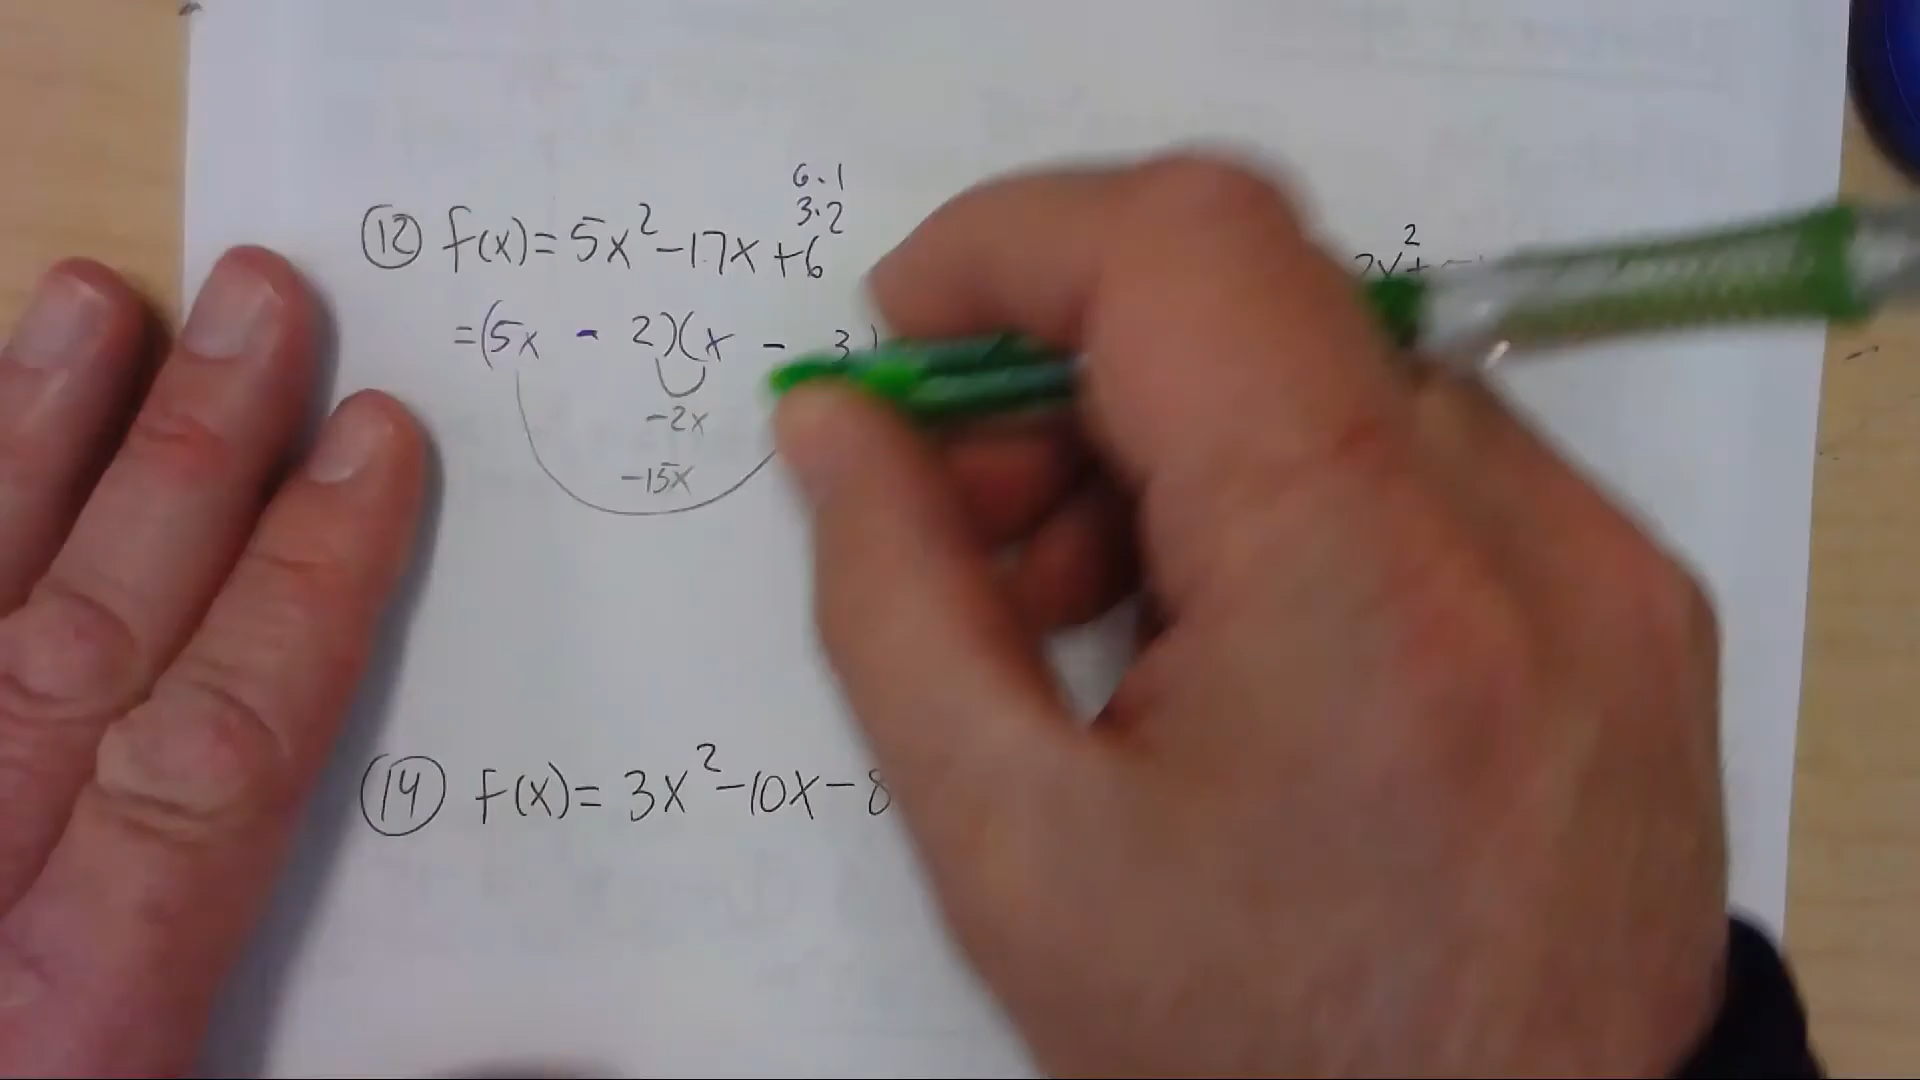 6·1
3·2
⑫ f(x)= 5x²-17x+6
=(5x - 2)(x - 3)
-2x
-15x
⑭ f(x)= 3x²-10x-8